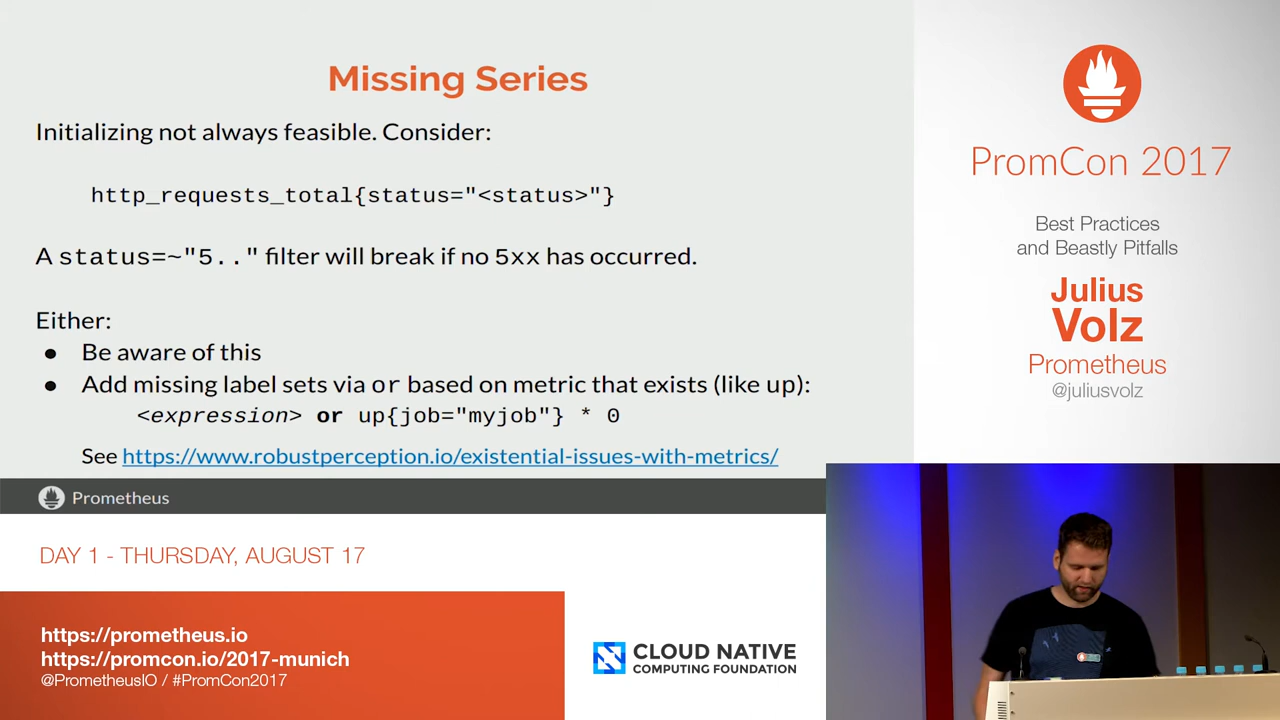 Missing Series
Initializing not always feasible. Consider:
http_requests_total{status="<status>"}
A status=~"5.." filter will break if no 5xx has occurred.
Either:
● Be aware of this
● Add missing label sets via or based on metric that exists (like up):
<expression> or up{job="myjob"} * 0
See https://www.robustperception.io/existential-issues-with-metrics/
Prometheus
PromCon 2017
Best Practices
and Beastly Pitfalls
Julius
Volz
Prometheus
@juliusvolz
DAY 1 - THURSDAY, AUGUST 17
https://prometheus.io
https://promcon.io/2017-munich
@PrometheusIO / #PromCon2017
CLOUD NATIVE
COMPUTING FOUNDATION